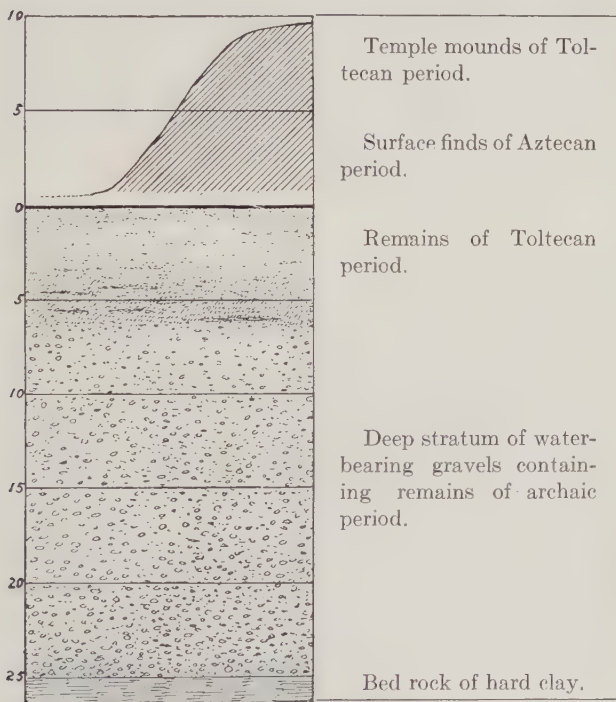 10
Temple mounds of Tol-
tecan period.
5
Surface finds of Aztecan
period.
0
Remains of Toltecan
period.
5
10
Deep stratum of water-
bearing gravels contain-
ing remains of archaic
period.
15
20
25
Bed rock of hard clay.